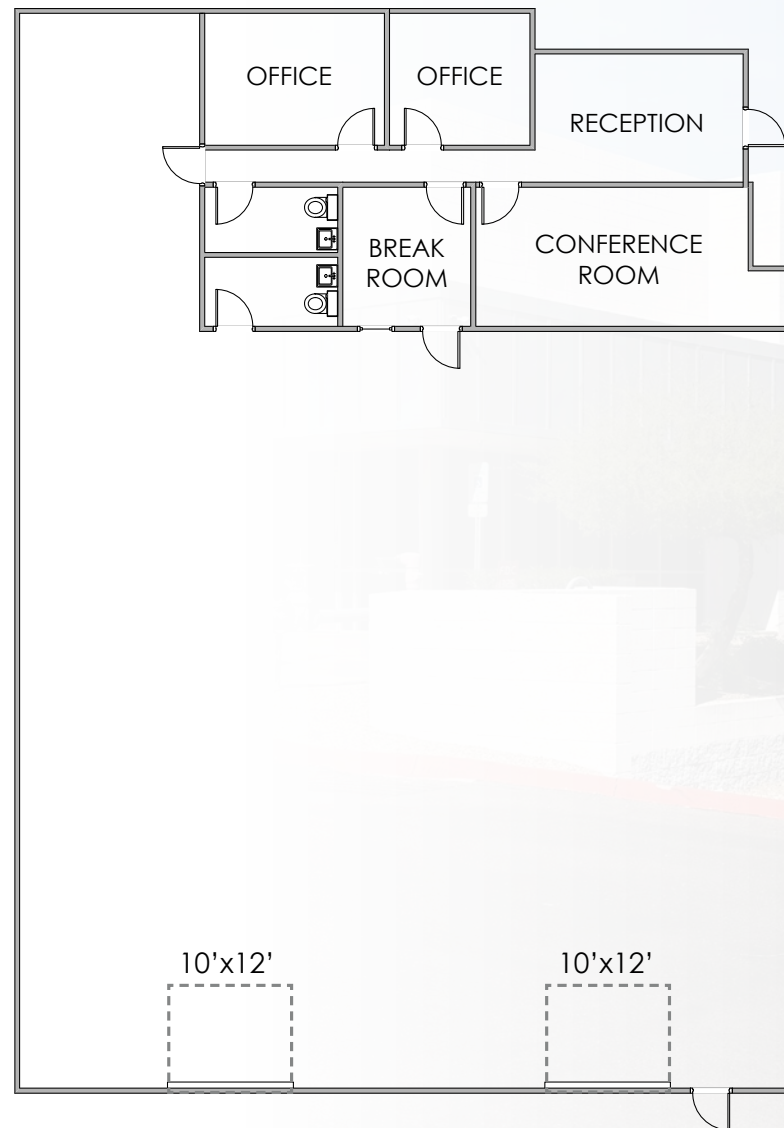 OFFICE
OFFICE
RECEPTION
BREAK
ROOM
CONFERENCE
ROOM
10’x12’
10’x12’